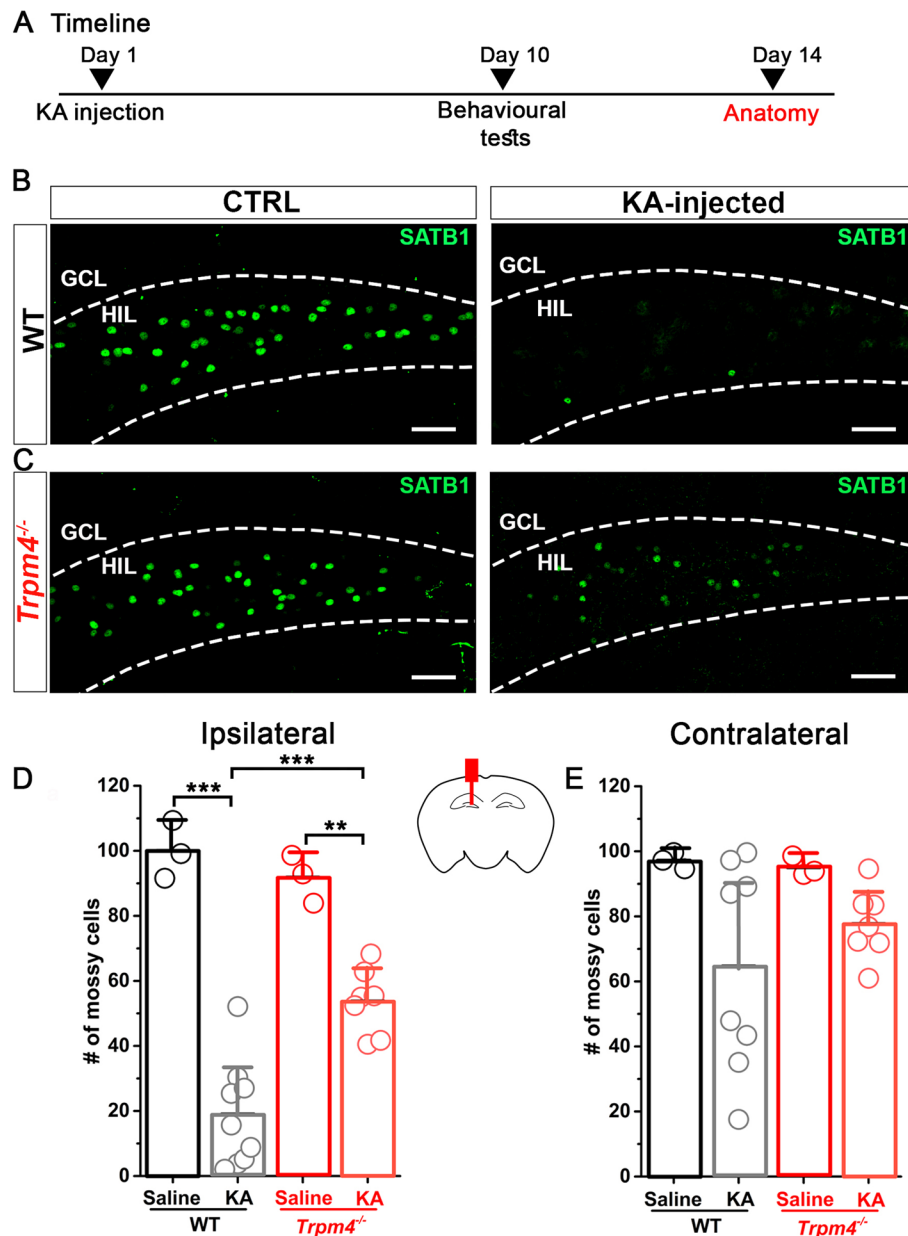 A Timeline
Day 1 Day 10 Day 14
KA injection Behavioural tests Anatomy
B
CTRL KA-injected
WT
SATB1
GCL
HIL
SATB1
GCL
HIL
C
Trpm4-/-
SATB1
GCL
HIL
SATB1
GCL
HIL
Ipsilateral Contralateral
D
# of mossy cells
120
100
80
60
40
20
0
***
***
**
Saline KA Saline KA
WT Trpm4-/-
E
# of mossy cells
120
100
80
60
40
20
0
Saline KA Saline KA
WT Trpm4-/-